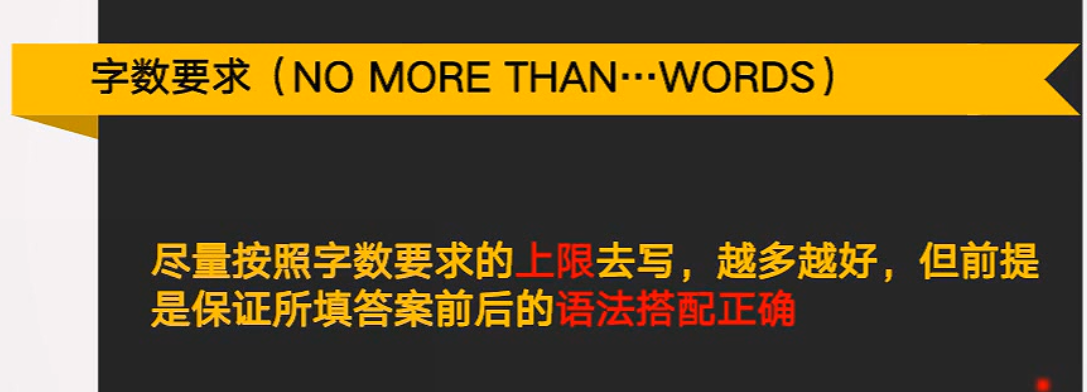 字数要求（NO MORE THAN…WORDS）
尽量按照字数要求的上限去写，越多越好，但前提
是保证所填答案前后的语法搭配正确